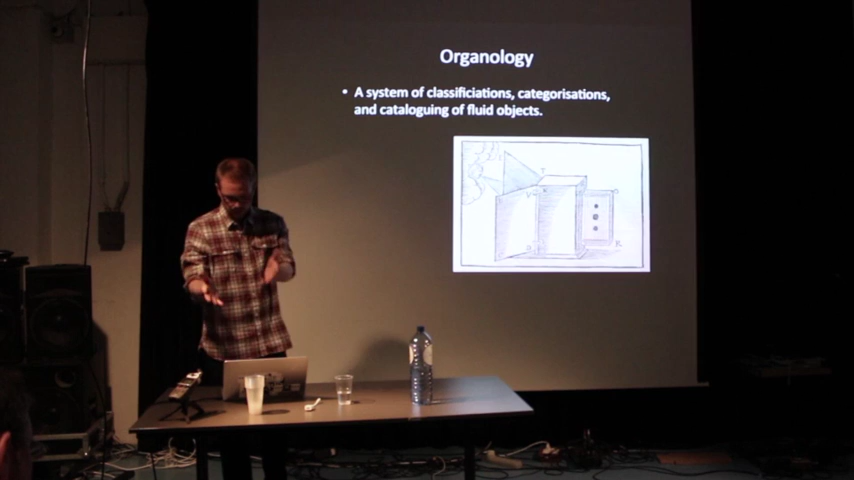 Organology
• A system of classificiations, categorisations,
and cataloguing of fluid objects.